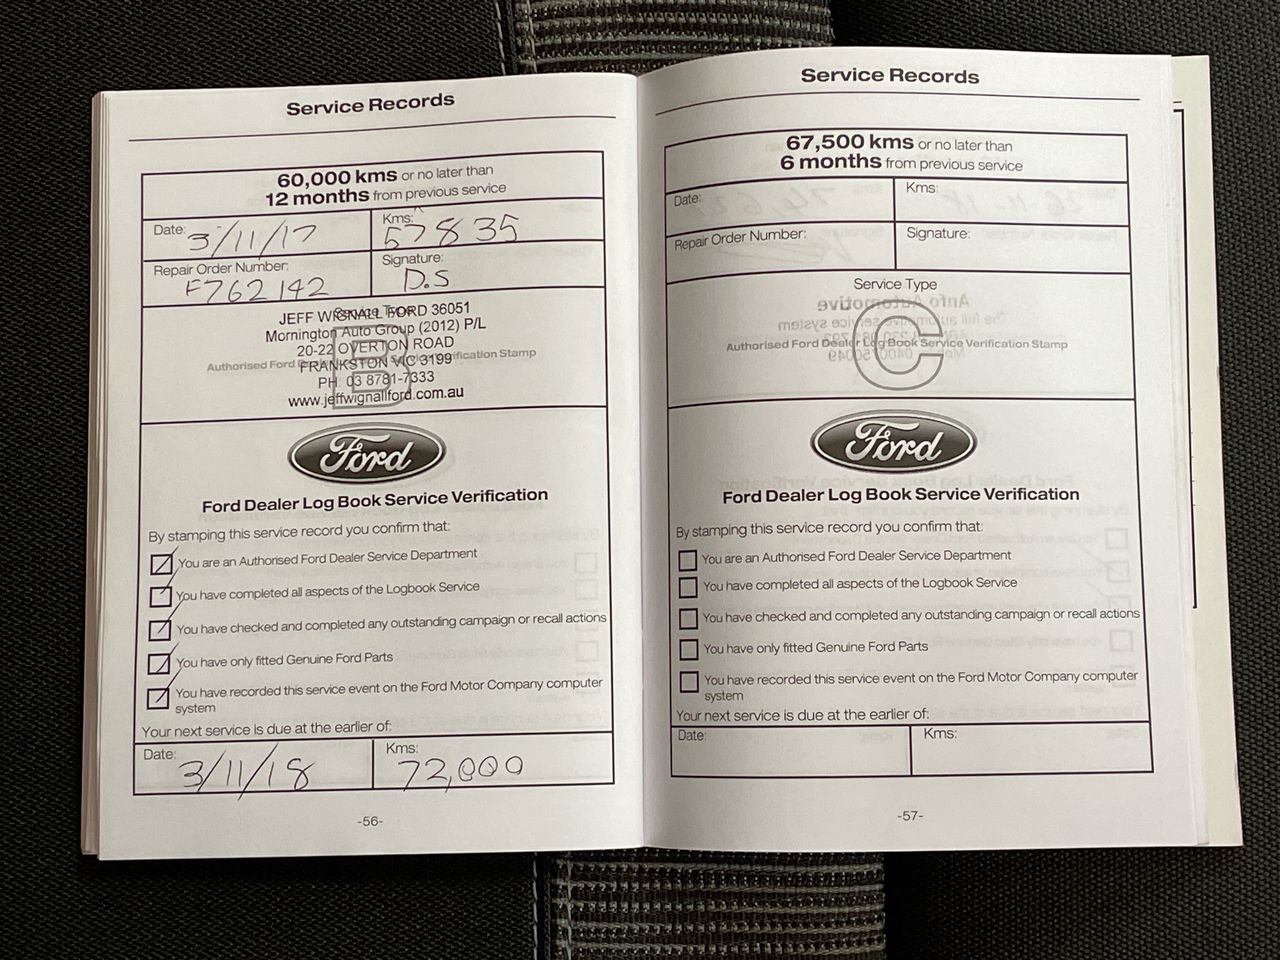 Service Records
60,000 kms or no later than
12 months from previous service
Date: 3/11/17
Kms: 57835
Repair Order Number: F762142
Signature: D.S
Service Type
JEFF WIGNALL FORD 36051
Mornington Auto Group (2012) P/L
20-22 OVERTON ROAD
Authorised Ford Dealer Log Book Service Verification Stamp
FRANKSTON VIC 3199
PH: 03 8781-7333
www.jeffwignallford.com.au
B
Ford
Ford Dealer Log Book Service Verification
By stamping this service record you confirm that:
You are an Authorised Ford Dealer Service Department
You have completed all aspects of the Logbook Service
You have checked and completed any outstanding campaign or recall actions
You have only fitted Genuine Ford Parts
You have recorded this service event on the Ford Motor Company computer
system
Your next service is due at the earlier of:
Date: 3/11/18
Kms: 72,000
-56-
Service Records
67,500 kms or no later than
6 months from previous service
Date:
Kms:
Repair Order Number:
Signature:
Service Type
C
Authorised Ford Dealer Log Book Service Verification Stamp
Ford
Ford Dealer Log Book Service Verification
By stamping this service record you confirm that:
You are an Authorised Ford Dealer Service Department
You have completed all aspects of the Logbook Service
You have checked and completed any outstanding campaign or recall actions
You have only fitted Genuine Ford Parts
You have recorded this service event on the Ford Motor Company computer
system
Your next service is due at the earlier of:
Date:
Kms:
-57-